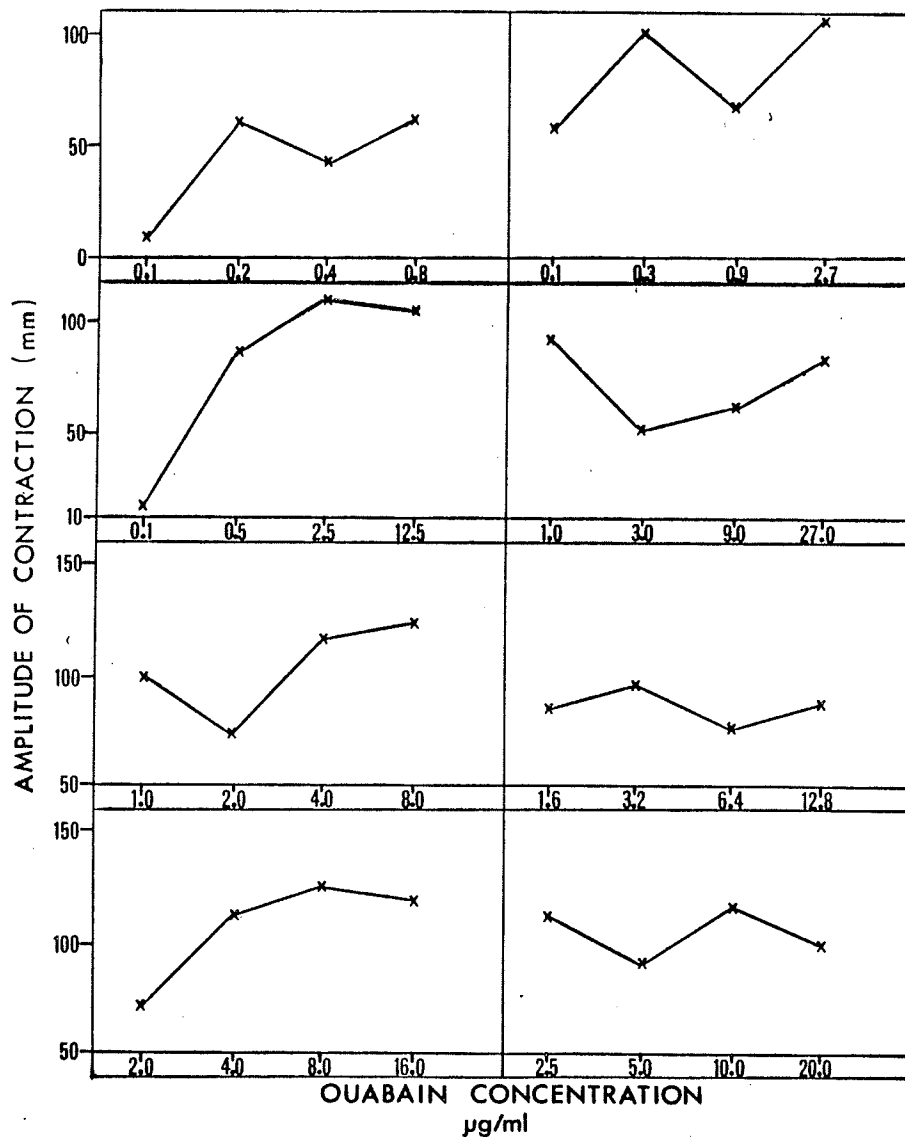 100
50
0
0.1 0.2 0.4 0.8
0.1 0.3 0.9 2.7
100
50
10
0.1 0.5 2.5 12.5
1.0 3.0 9.0 27.0
150
100
50
1.0 2.0 4.0 8.0
1.6 3.2 6.4 12.8
150
100
50
2.0 4.0 8.0 16.0
2.5 5.0 10.0 20.0
AMPLITUDE OF CONTRACTION (mm)
OUABAIN CONCENTRATION
µg/ml